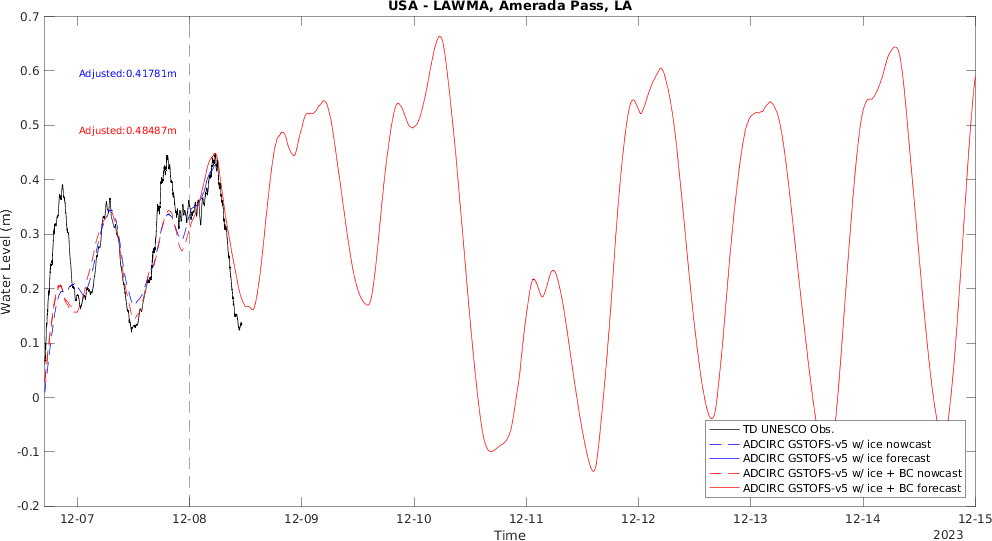 USA - LAWMA, Amerada Pass, LA
0.7
0.6
0.5
0.4
0.3
0.2
0.1
0
-0.1
-0.2
Water Level (m)
Adjusted:0.41781m
Adjusted:0.48487m
TD UNESCO Obs.
ADCIRC GSTOFS-v5 w/ ice nowcast
ADCIRC GSTOFS-v5 w/ ice forecast
ADCIRC GSTOFS-v5 w/ ice + BC nowcast
ADCIRC GSTOFS-v5 w/ ice + BC forecast
12-07 12-08 12-09 12-10 12-11 12-12 12-13 12-14 12-15
Time
2023